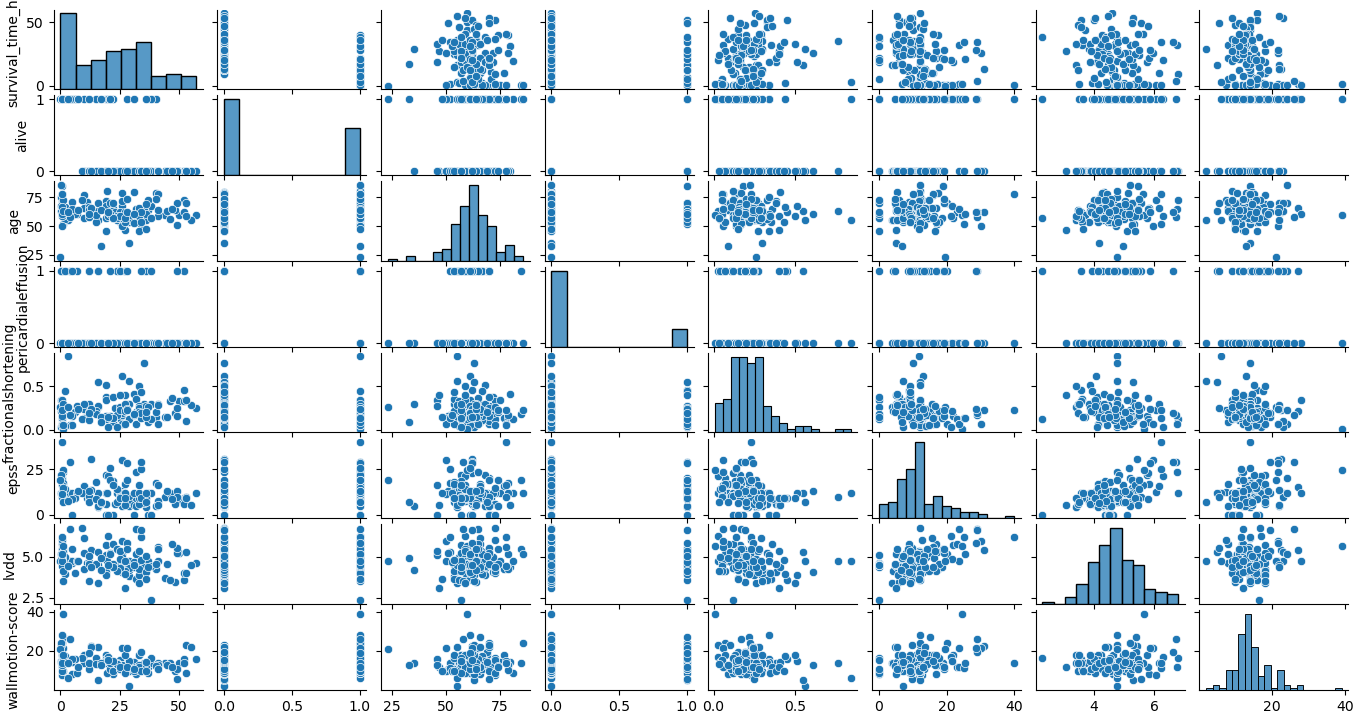 survival_time_h
50
0
alive
1
0
age
75
50
25
pericardialeffusion
1
0
fractionalshortening
0.5
0.0
epss
25
0
lvdd
5.0
2.5
wallmotion-score
40
20
0 25 50 0.0 0.5 1.0 25 50 75 0.0 0.5 1.0 0.0 0.5 0 20 40 4 6 20 40